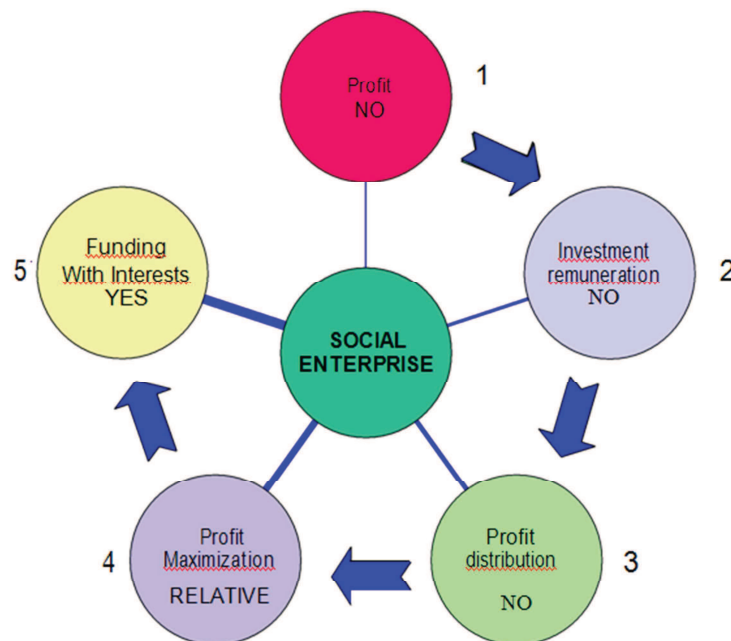 Profit
NO
1
Investment
remuneration
NO
2
Profit
distribution
NO
3
Profit
Maximization
RELATIVE
4
Funding
With Interests
YES
5
SOCIAL
ENTERPRISE